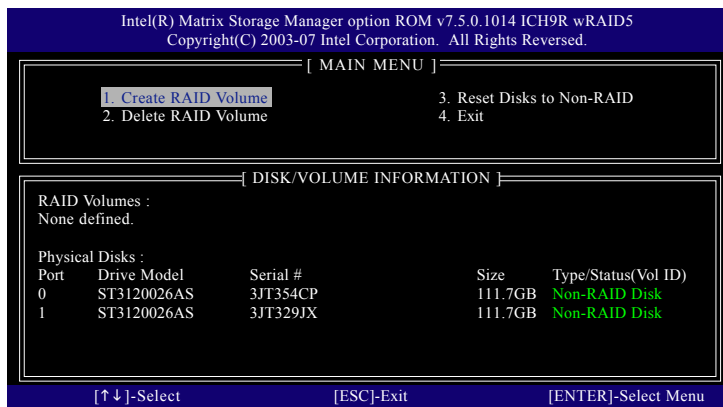 Intel(R) Matrix Storage Manager option ROM v7.5.0.1014 ICH9R wRAID5
Copyright(C) 2003-07 Intel Corporation. All Rights Reversed.
[ MAIN MENU ]
1. Create RAID Volume 3. Reset Disks to Non-RAID
2. Delete RAID Volume 4. Exit
[ DISK/VOLUME INFORMATION ]
RAID Volumes :
None defined.
Physical Disks :
Port Drive Model Serial # Size Type/Status(Vol ID)
0 ST3120026AS 3JT354CP 111.7GB Non-RAID Disk
1 ST3120026AS 3JT329JX 111.7GB Non-RAID Disk
[↑↓]-Select [ESC]-Exit [ENTER]-Select Menu